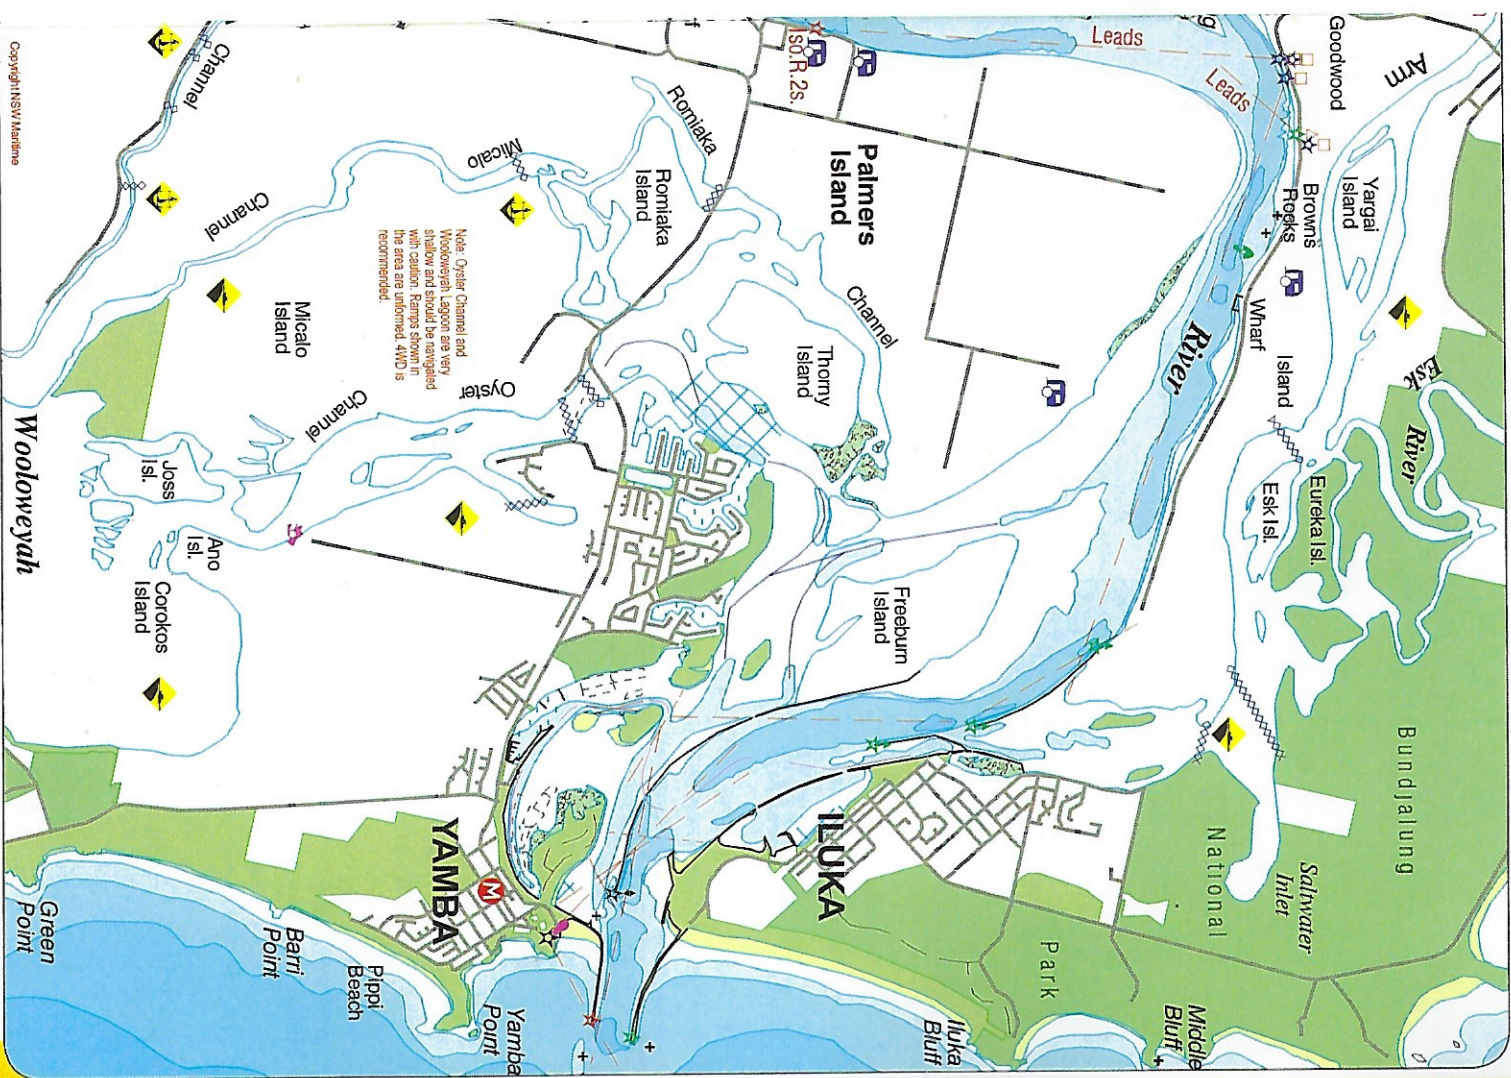 Goodwood
Arm
Leads
Leads
Iso.R.2s.
Yargai
Island
Browns
Rocks
Wharf
Island
Esk
River
Eureka Isl.
Esk Isl.
Bundjalung
National
Park
Saltwater
Inlet
Middle
Bluff
Iluka
Bluff
River
Palmers
Island
Romiaka
Channel
Romiaka
Island
Thorny
Island
Freeburn
Island
ILUKA
YAMBA
M
Micalo
Channel
Channel
Micalo
Island
Note: Oyster Channel and
Wooloweyah Lagoon are very
shallow and should be navigated
with caution. Ramps shown in
the area are unformed. 4WD is
recommended.
Oyster
Channel
Joss
Isl.
Ano
Isl.
Corokos
Island
Wooloweyah
Yamba
Point
Pippi
Beach
Barri
Point
Green
Point
Copyright NSW Maritime